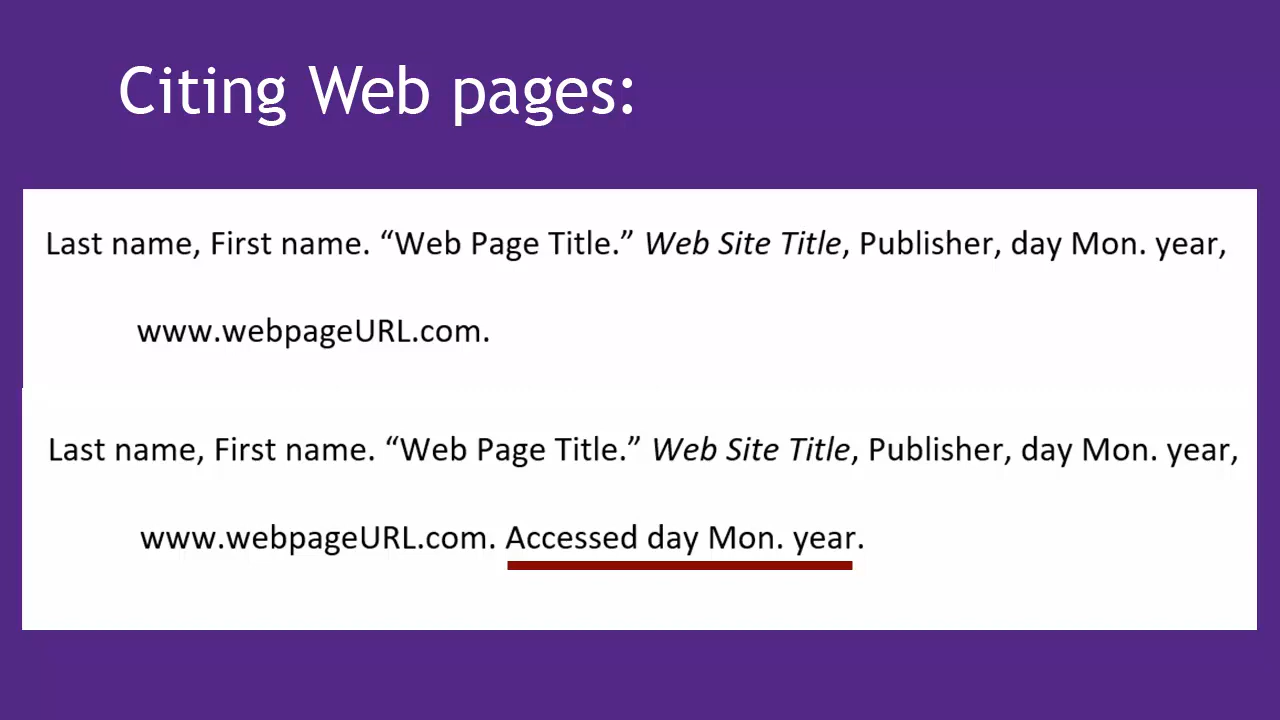 Citing Web pages:
Last name, First name. “Web Page Title.” Web Site Title, Publisher, day Mon. year,
www.webpageURL.com.
Last name, First name. “Web Page Title.” Web Site Title, Publisher, day Mon. year,
www.webpageURL.com. Accessed day Mon. year.